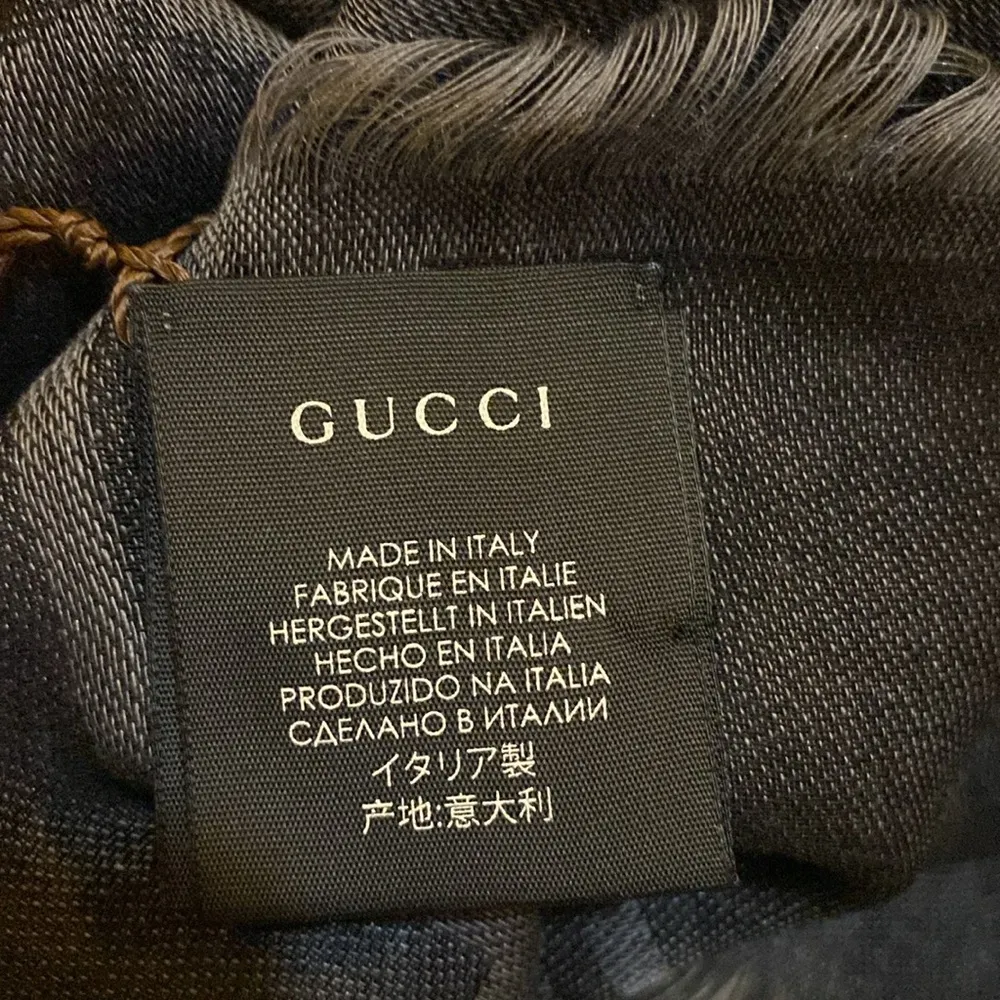 GUCCI
MADE IN ITALY
FABRIQUE EN ITALIE
HERGESTELLT IN ITALIEN
HECHO EN ITALIA
PRODUZIDO NA ITALIA
СДЕЛАНО В ИТАЛИИ
イタリア製
产地:意大利